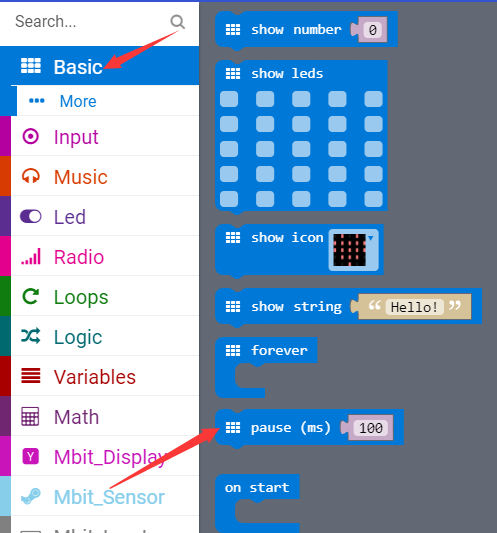 Search...
Basic
More
Input
Music
Led
Radio
Loops
Logic
Variables
Math
Y Mbit_Display
Mbit_Sensor
show number 0
show leds
show icon
show string “ Hello! ”
forever
pause (ms) 100
on start